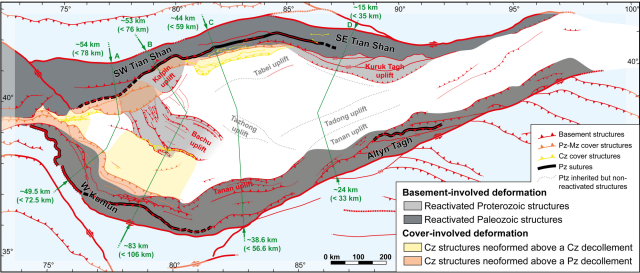 75°
80°
85°
90°
95°
100°
~54 km
(< 78 km)
~53 km
(< 76 km)
~44 km
(< 59 km)
~15 km
(< 35 km)
A
B
C
D
SW Tian Shan
SE Tian Shan
Kalpin
uplift
Kuruk Tagh
uplift
Tabei uplift
40°
40°
Bachu
uplift
Tazhong
uplift
Tadong uplift
Tanan uplift
Altyn Tagh
Tanan uplift
W Kunlun
~49.5 km
(< 72.5 km)
~24 km
(< 33 km)
~83 km
(< 106 km)
~38.6 km
(< 56.6 km)
35°
75°
80°
85°
0 km
100
200
Basement structures
Pz-Mz cover structures
Cz cover structures
Pz sutures
Ptz inherited but non-
reactivated structures
Basement-involved deformation
Reactivated Proterozoic structures
Reactivated Paleozoic structures
Cover-involved deformation
Cz structures neoformed above a Cz decollement
Cz structures neoformed above a Pz decollement